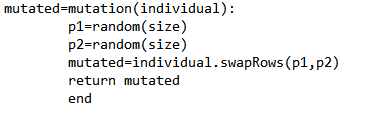 mutated=mutation(individual):
p1=random(size)
p2=random(size)
mutated=individual.swapRows(p1,p2)
return mutated
end